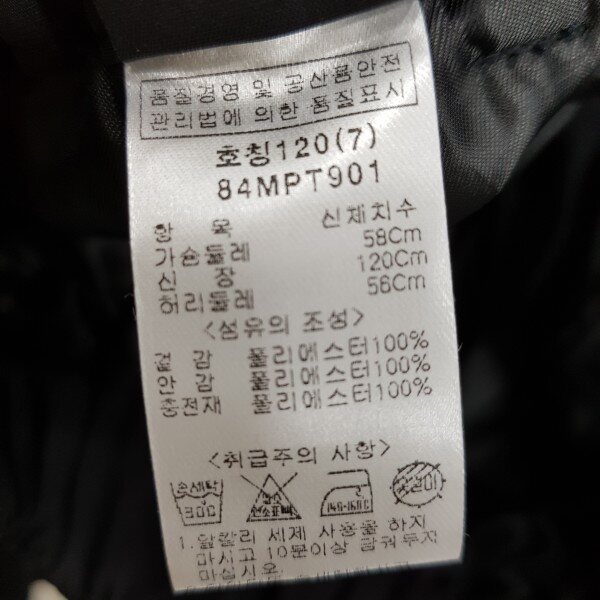 품질경영 및 공산품안전
관리법에 의한 품질표시
호칭120(7)
84MPT901
항 목 신체치수
가슴둘레 58Cm
신 장 120Cm
허리둘레 56Cm
<섬유의 조성>
겉 감 폴리에스터100%
안 감 폴리에스터100%
충전재 폴리에스터100%
<취급주의 사항>
손세탁 30℃ 염소표백
1.알칼리 세제 사용을 하지
마시고 10분이상 담궈두지
마십시오